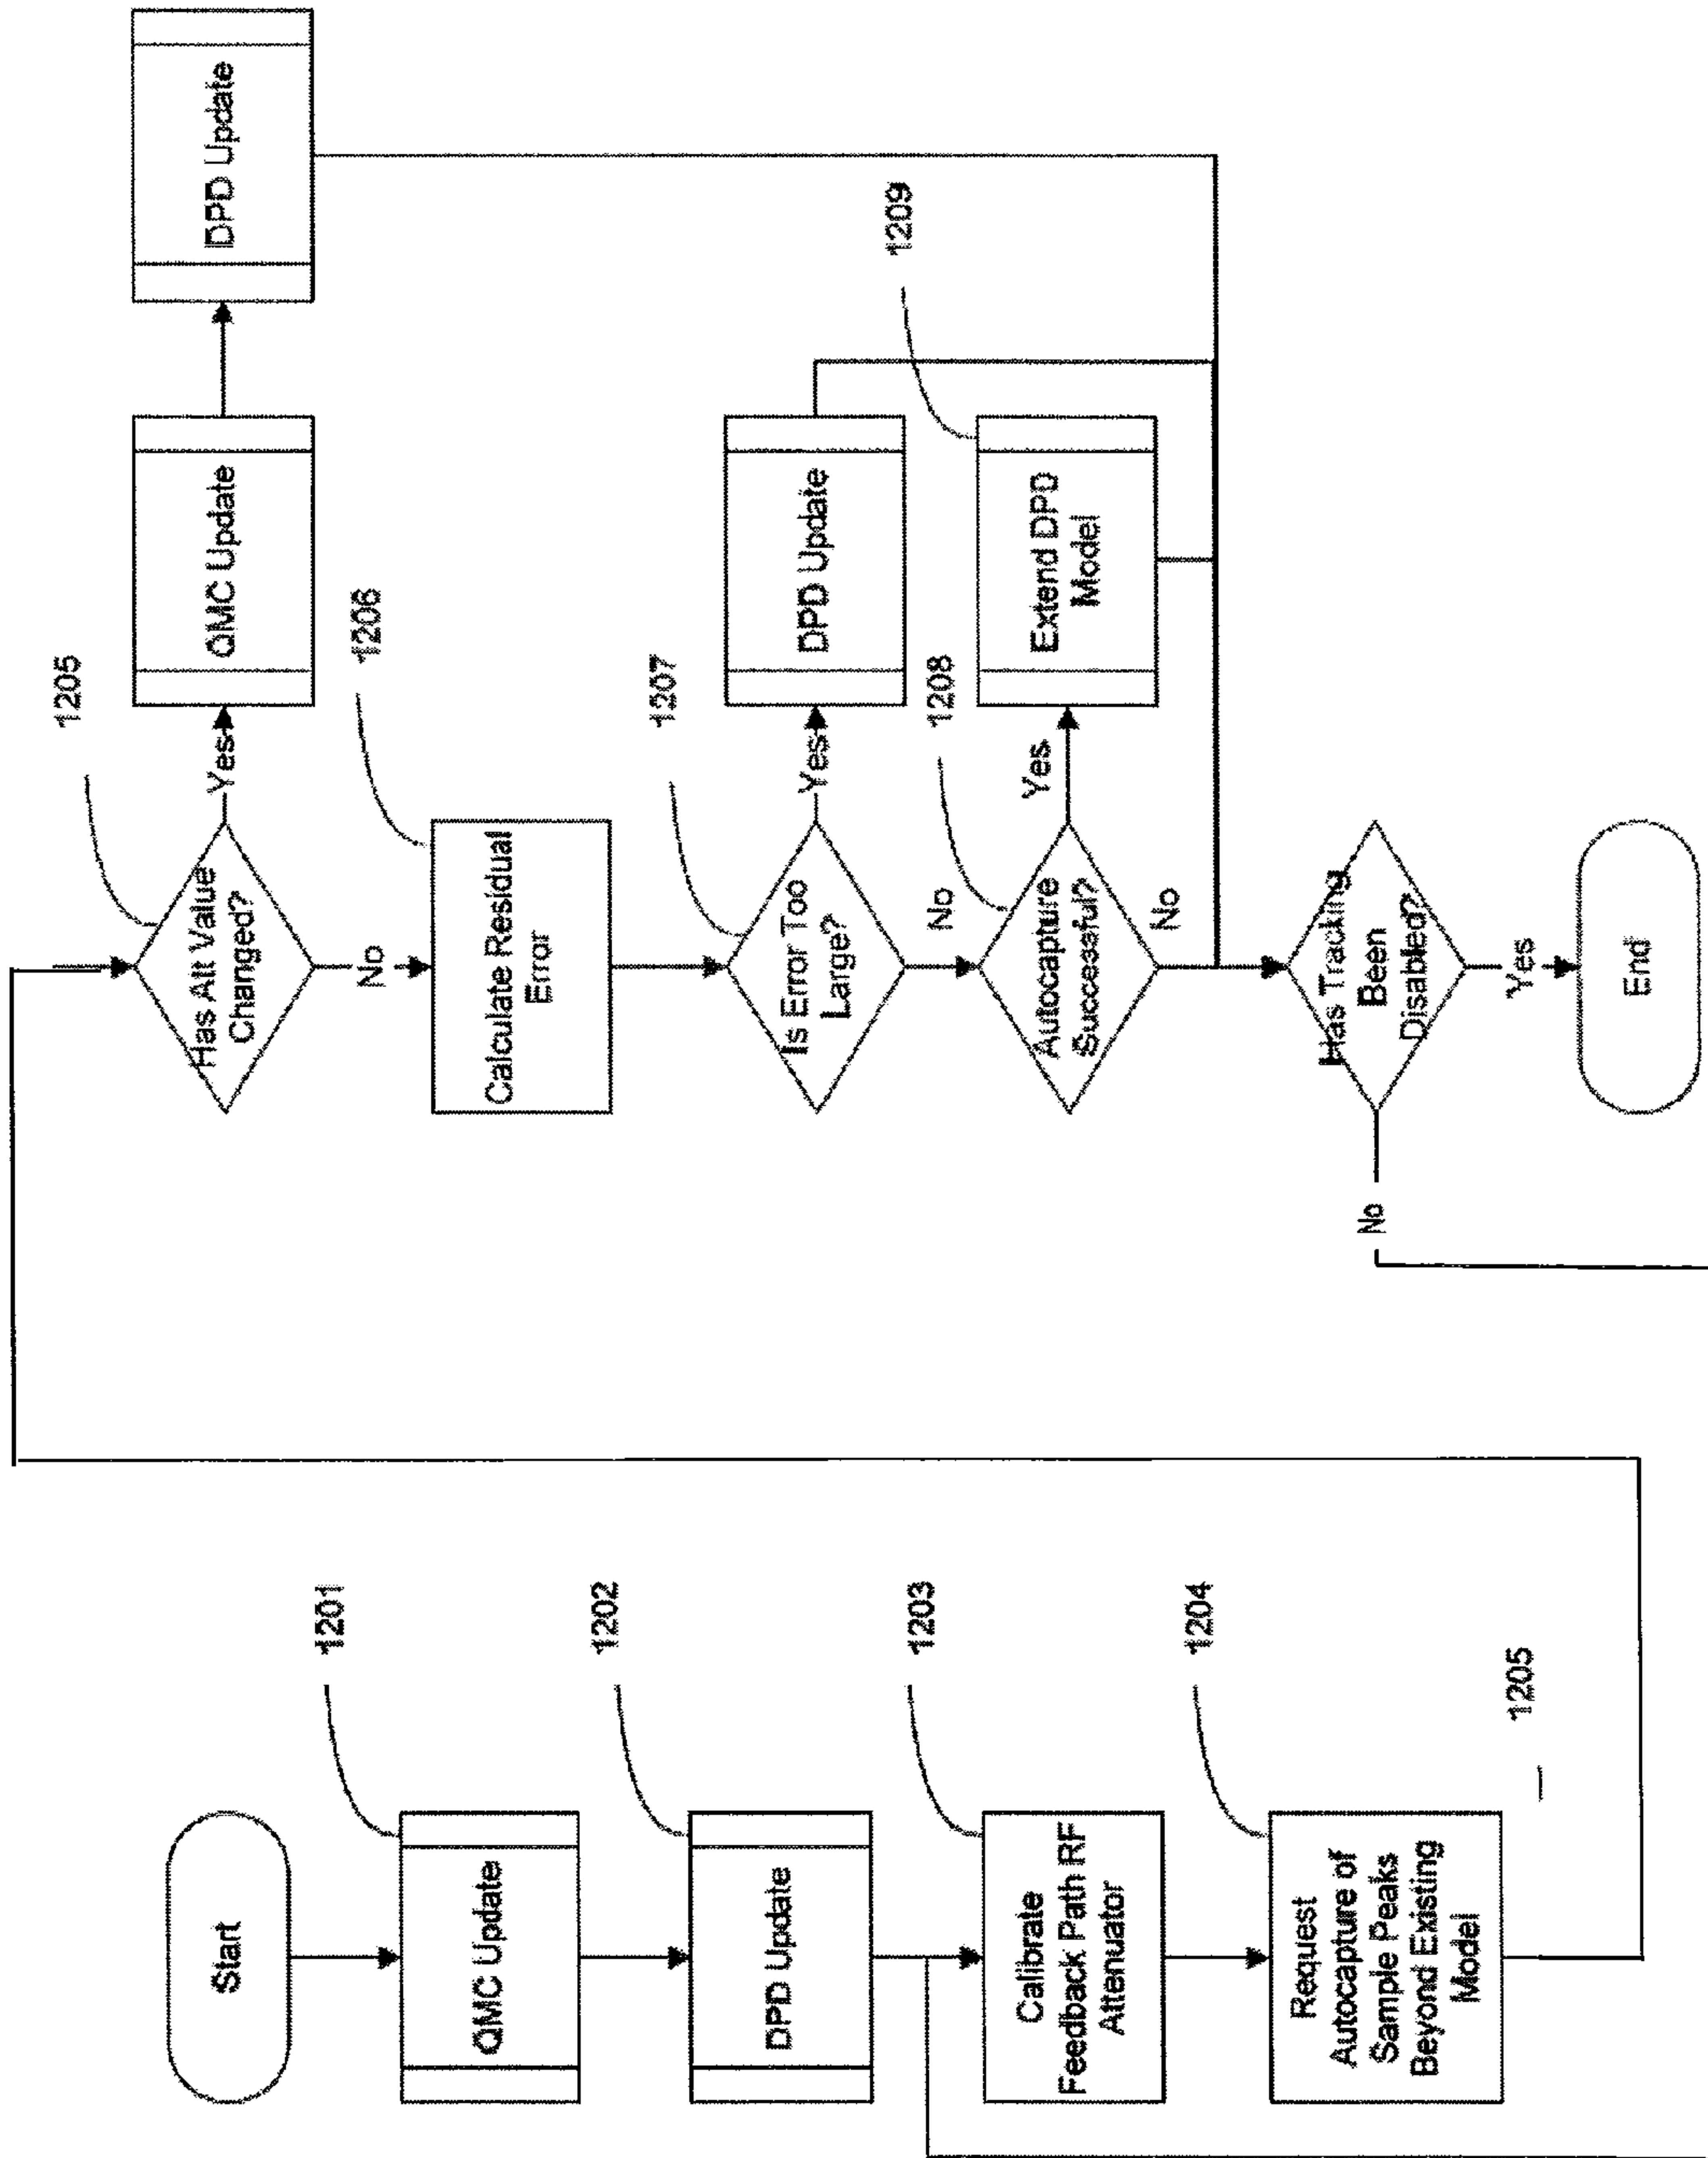 Start
1201
QMC Update
1202
DPD Update
1203
Calibrate
Feedback Path RF
Attenuator
1204
Request
Autocapture of
Sample Peaks
Beyond Existing
Model
1205
1205
Has Att Value
Changed?
Yes
QMC Update
DPD Update
No
1206
Calculate Residual
Error
1207
Is Error Too
Large?
Yes
DPD Update
No
1208
Autocapture
Successful?
Yes
1209
Extend DPD
Model
No
Has Tracking
Been
Disabled?
No
Yes
End